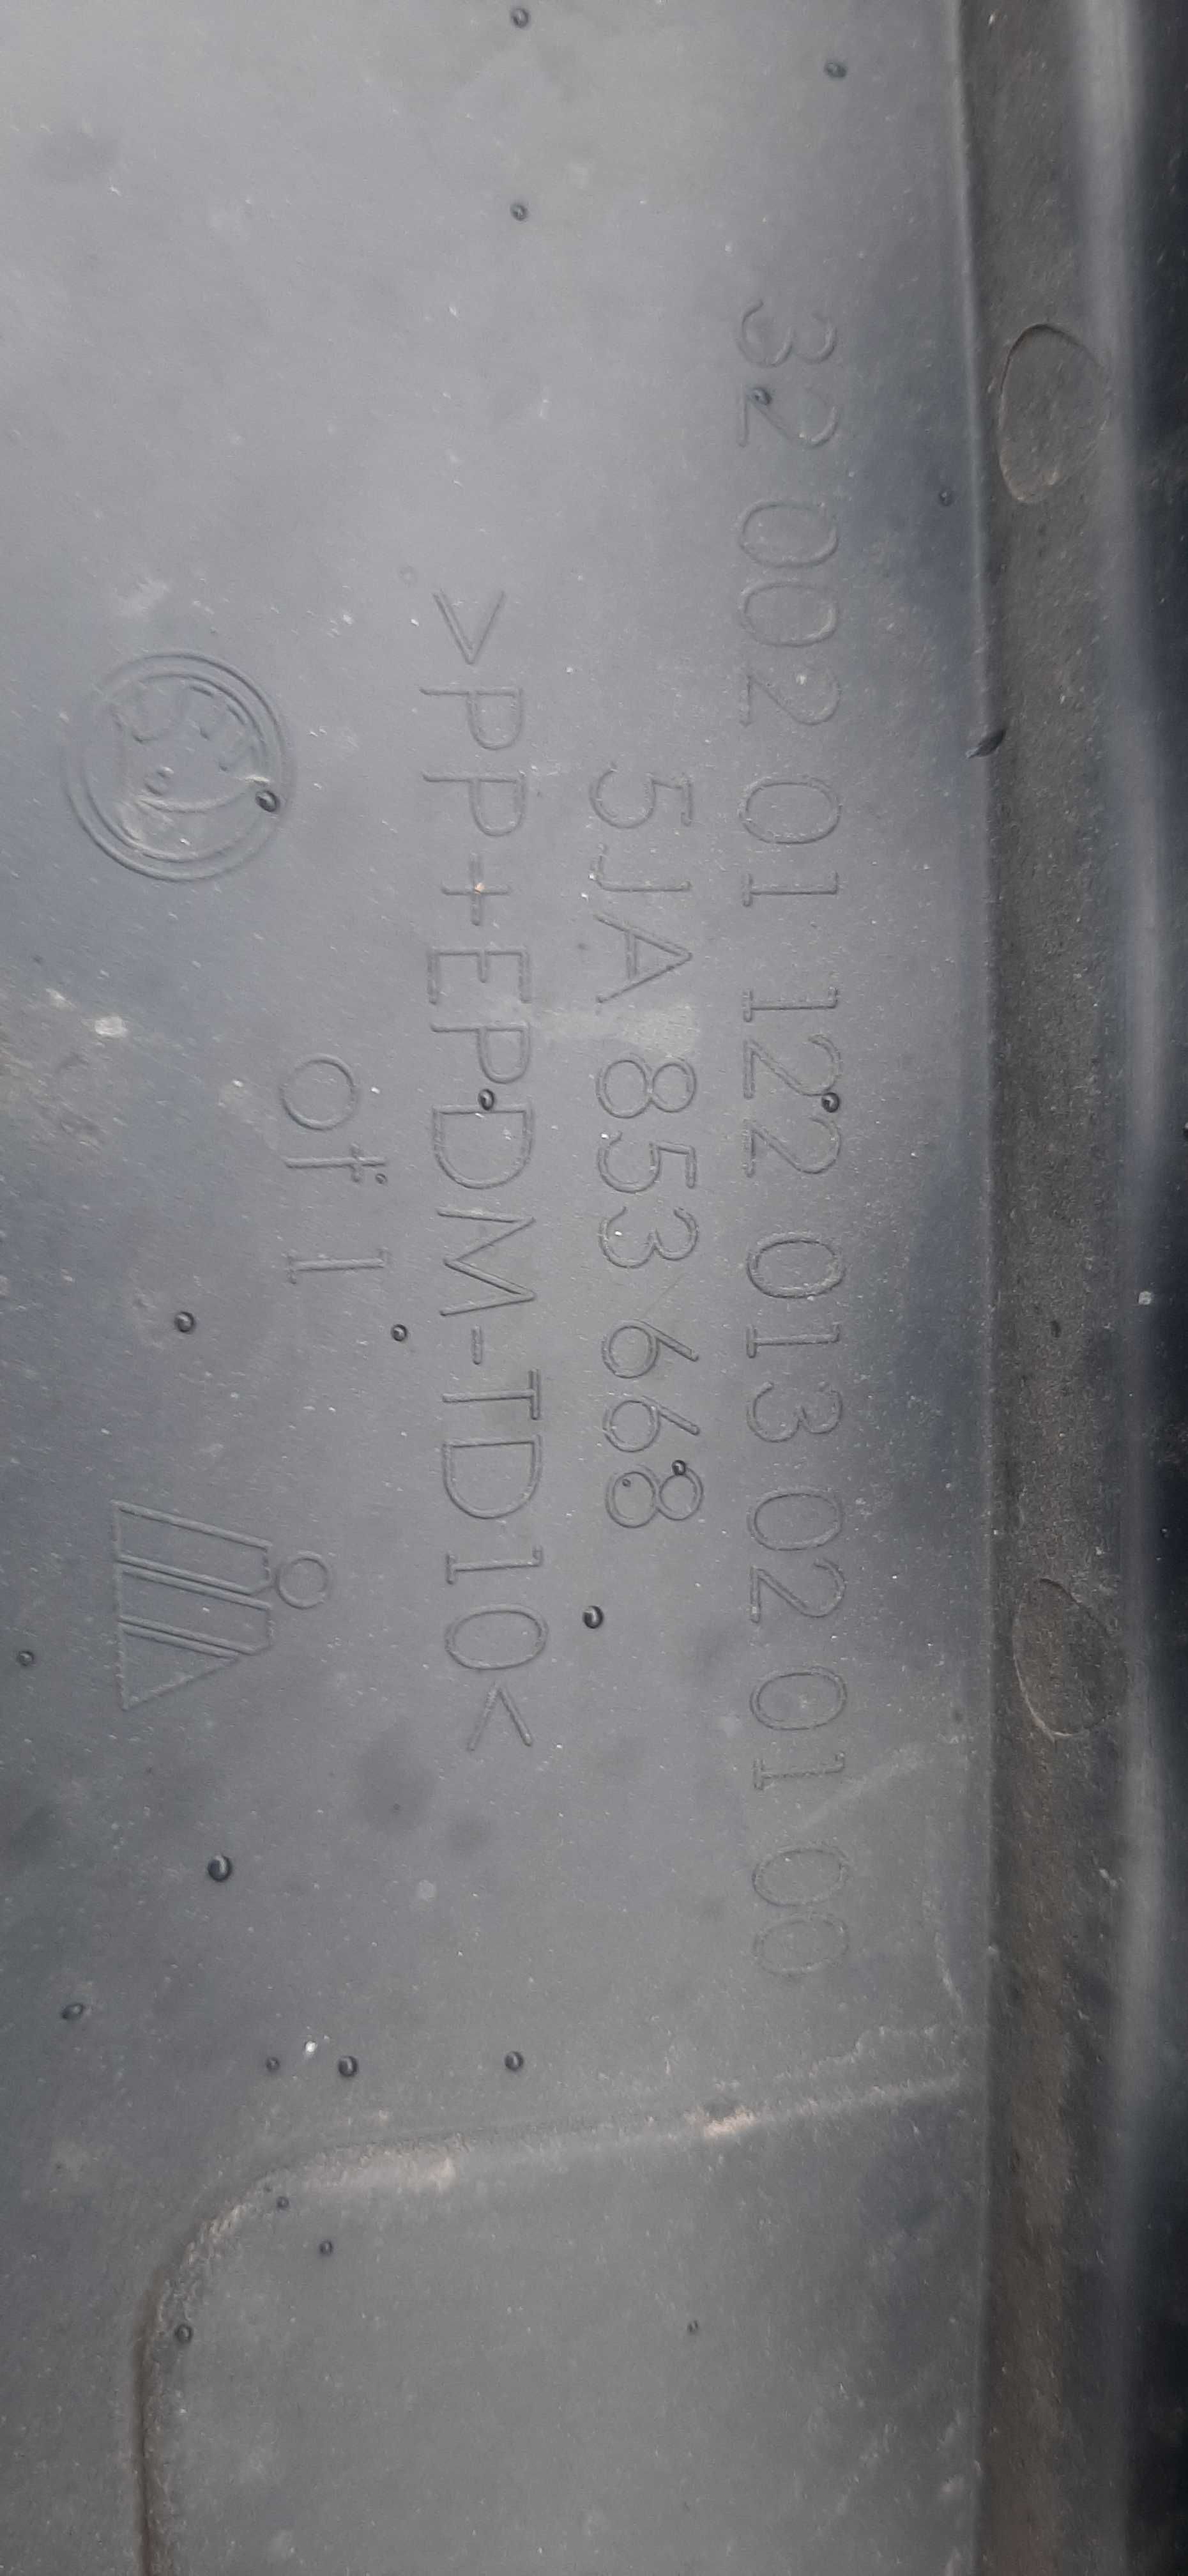 32 002 01 122 013 02 01 00
5JA 853 668
>PP+EPDM-TD10<
Of 1